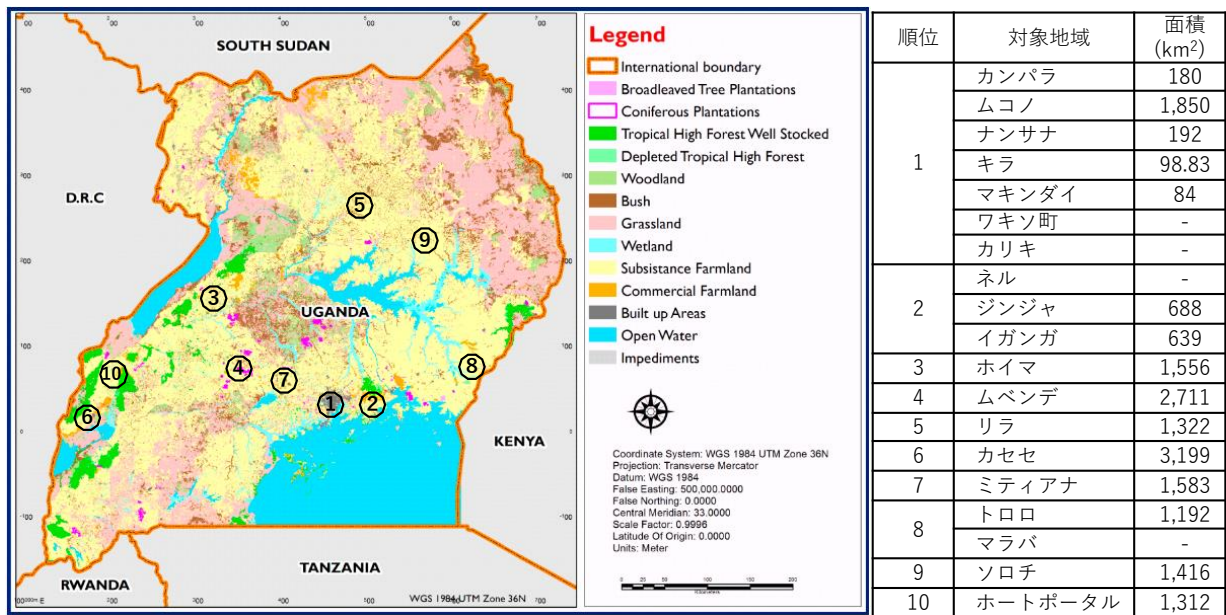 SOUTH SUDAN
D.R.C
UGANDA
KENYA
TANZANIA
RWANDA
WGS 1984 UTM Zone 36N
1
2
3
4
5
6
7
8
9
10
Legend
International boundary
Broadleaved Tree Plantations
Coniferous Plantations
Tropical High Forest Well Stocked
Depleted Tropical High Forest
Woodland
Bush
Grassland
Wetland
Subsistance Farmland
Commercial Farmland
Built up Areas
Open Water
Impediments
Coordinate System: WGS 1984 UTM Zone 36N
Projection: Transverse Mercator
Datum: WGS 1984
False Easting: 500,000.0000
False Northing: 0.0000
Central Meridian: 33.0000
Scale Factor: 0.9996
Latitude Of Origin: 0.0000
Units: Meter
順位 対象地域 面積(km²)
1 カンパラ 180
ムコノ 1,850
ナンサナ 192
キラ 98.83
マキンダイ 84
ワキソ町 -
カリキ -
2 ネル -
ジンジャ 688
イガンガ 639
3 ホイマ 1,556
4 ムベンデ 2,711
5 リラ 1,322
6 カセセ 3,199
7 ミティアナ 1,583
8 トロロ 1,192
マラバ -
9 ソロチ 1,416
10 ホートポータル 1,312